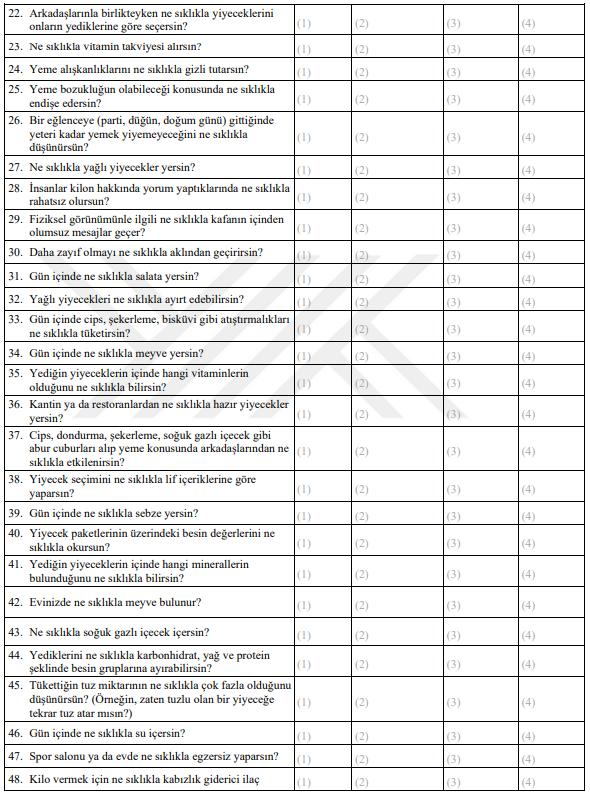 22. Arkadaşlarınla birlikteyken ne sıklıkla yiyeceklerini
onların yediklerine göre seçersin? (1) (2) (3) (4)
23. Ne sıklıkla vitamin takviyesi alırsın? (1) (2) (3) (4)
24. Yeme alışkanlıklarını ne sıklıkla gizli tutarsın? (1) (2) (3) (4)
25. Yeme bozukluğun olabileceği konusunda ne sıklıkla
endişe edersin? (1) (2) (3) (4)
26. Bir eğlenceye (parti, düğün, doğum günü) gittiğinde
yeteri kadar yemek yiyemeyeceğini ne sıklıkla
düşünürsün? (1) (2) (3) (4)
27. Ne sıklıkla yağlı yiyecekler yersin? (1) (2) (3) (4)
28. İnsanlar kilon hakkında yorum yaptıklarında ne sıklıkla
rahatsız olursun? (1) (2) (3) (4)
29. Fiziksel görünümünle ilgili ne sıklıkla kafanın içinden
olumsuz mesajlar geçer? (1) (2) (3) (4)
30. Daha zayıf olmayı ne sıklıkla aklından geçirirsin? (1) (2) (3) (4)
31. Gün içinde ne sıklıkla salata yersin? (1) (2) (3) (4)
32. Yağlı yiyecekleri ne sıklıkla ayırt edebilirsin? (1) (2) (3) (4)
33. Gün içinde cips, şekerleme, bisküvi gibi atıştırmalıkları
ne sıklıkla tüketirsin? (1) (2) (3) (4)
34. Gün içinde ne sıklıkla meyve yersin? (1) (2) (3) (4)
35. Yediğin yiyeceklerin içinde hangi vitaminlerin
olduğunu ne sıklıkla bilirsin? (1) (2) (3) (4)
36. Kantin ya da restoranlardan ne sıklıkla hazır yiyecekler
yersin? (1) (2) (3) (4)
37. Cips, dondurma, şekerleme, soğuk gazlı içecek gibi
abur cuburları alıp yeme konusunda arkadaşlarından ne
sıklıkla etkilenirsin? (1) (2) (3) (4)
38. Yiyecek seçimini ne sıklıkla lif içeriklerine göre
yaparsın? (1) (2) (3) (4)
39. Gün içinde ne sıklıkla sebze yersin? (1) (2) (3) (4)
40. Yiyecek paketlerinin üzerindeki besin değerlerini ne
sıklıkla okursun? (1) (2) (3) (4)
41. Yediğin yiyeceklerin içinde hangi minerallerin
bulunduğunu ne sıklıkla bilirsin? (1) (2) (3) (4)
42. Evinizde ne sıklıkla meyve bulunur? (1) (2) (3) (4)
43. Ne sıklıkla soğuk gazlı içecek içersin? (1) (2) (3) (4)
44. Yediklerini ne sıklıkla karbonhidrat, yağ ve protein
şeklinde besin gruplarına ayırabilirsin? (1) (2) (3) (4)
45. Tükettiğin tuz miktarının ne sıklıkla çok fazla olduğunu
düşünürsün? (Örneğin, zaten tuzlu olan bir yiyeceğe
tekrar tuz atar mısın?) (1) (2) (3) (4)
46. Gün içinde ne sıklıkla su içersin? (1) (2) (3) (4)
47. Spor salonu ya da evde ne sıklıkla egzersiz yaparsın? (1) (2) (3) (4)
48. Kilo vermek için ne sıklıkla kabızlık giderici ilaç (1) (2) (3) (4)